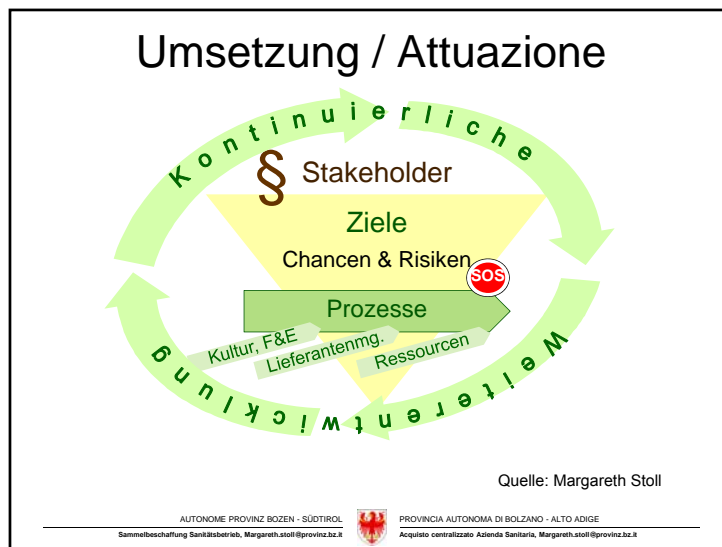 Umsetzung / Attuazione
Kontinuierliche
Weiterentwicklung
§ Stakeholder
Ziele
Chancen & Risiken
SOS
Prozesse
Kultur, F&E
Lieferantenmg.
Ressourcen
Quelle: Margareth Stoll
AUTONOME PROVINZ BOZEN - SÜDTIROL
Sammelbeschaffung Sanitätsbetrieb, Margareth.stoll@provinz.bz.it
PROVINCIA AUTONOMA DI BOLZANO - ALTO ADIGE
Acquisto centralizzato Azienda Sanitaria, Margareth.stoll@provinz.bz.it